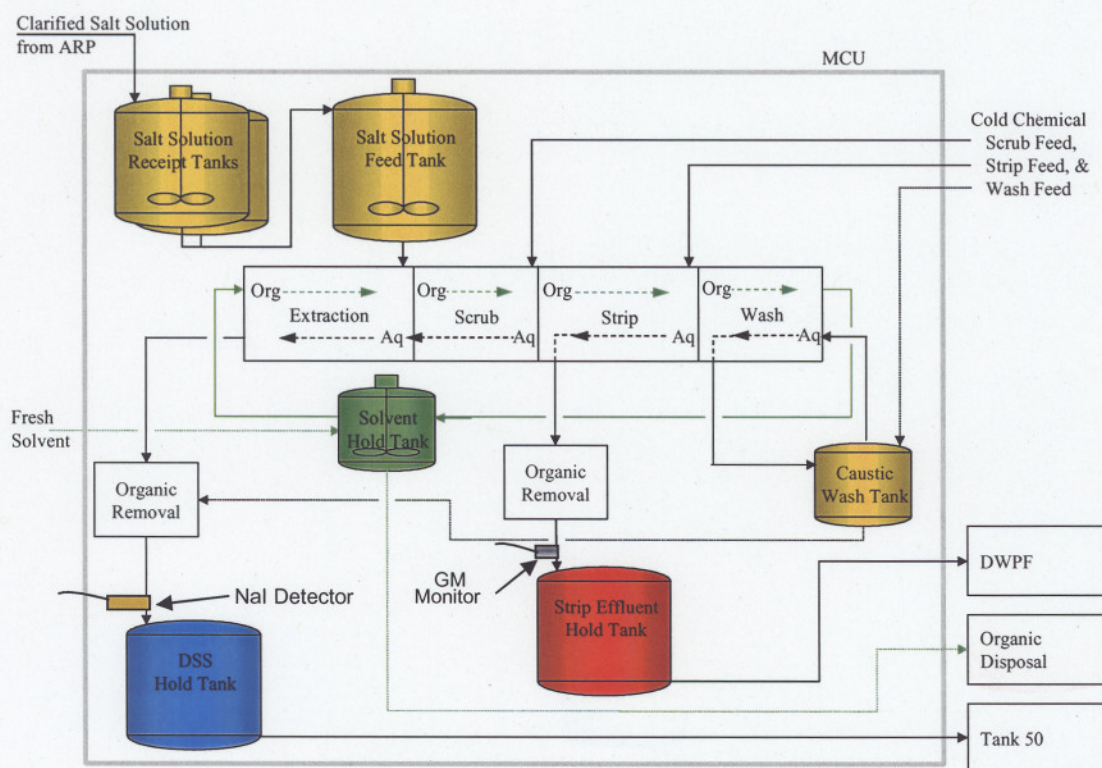 Clarified Salt Solution
from ARP
MCU
Salt Solution
Receipt Tanks
Salt Solution
Feed Tank
Cold Chemical
Scrub Feed,
Strip Feed, &
Wash Feed
Org
Org
Org
Org
Extraction
Scrub
Strip
Wash
Aq
Aq
Aq
Aq
Fresh
Solvent
Solvent
Hold Tank
Organic
Removal
Organic
Removal
Caustic
Wash Tank
NaI Detector
GM
Monitor
DSS
Hold Tank
Strip Effluent
Hold Tank
DWPF
Organic
Disposal
Tank 50